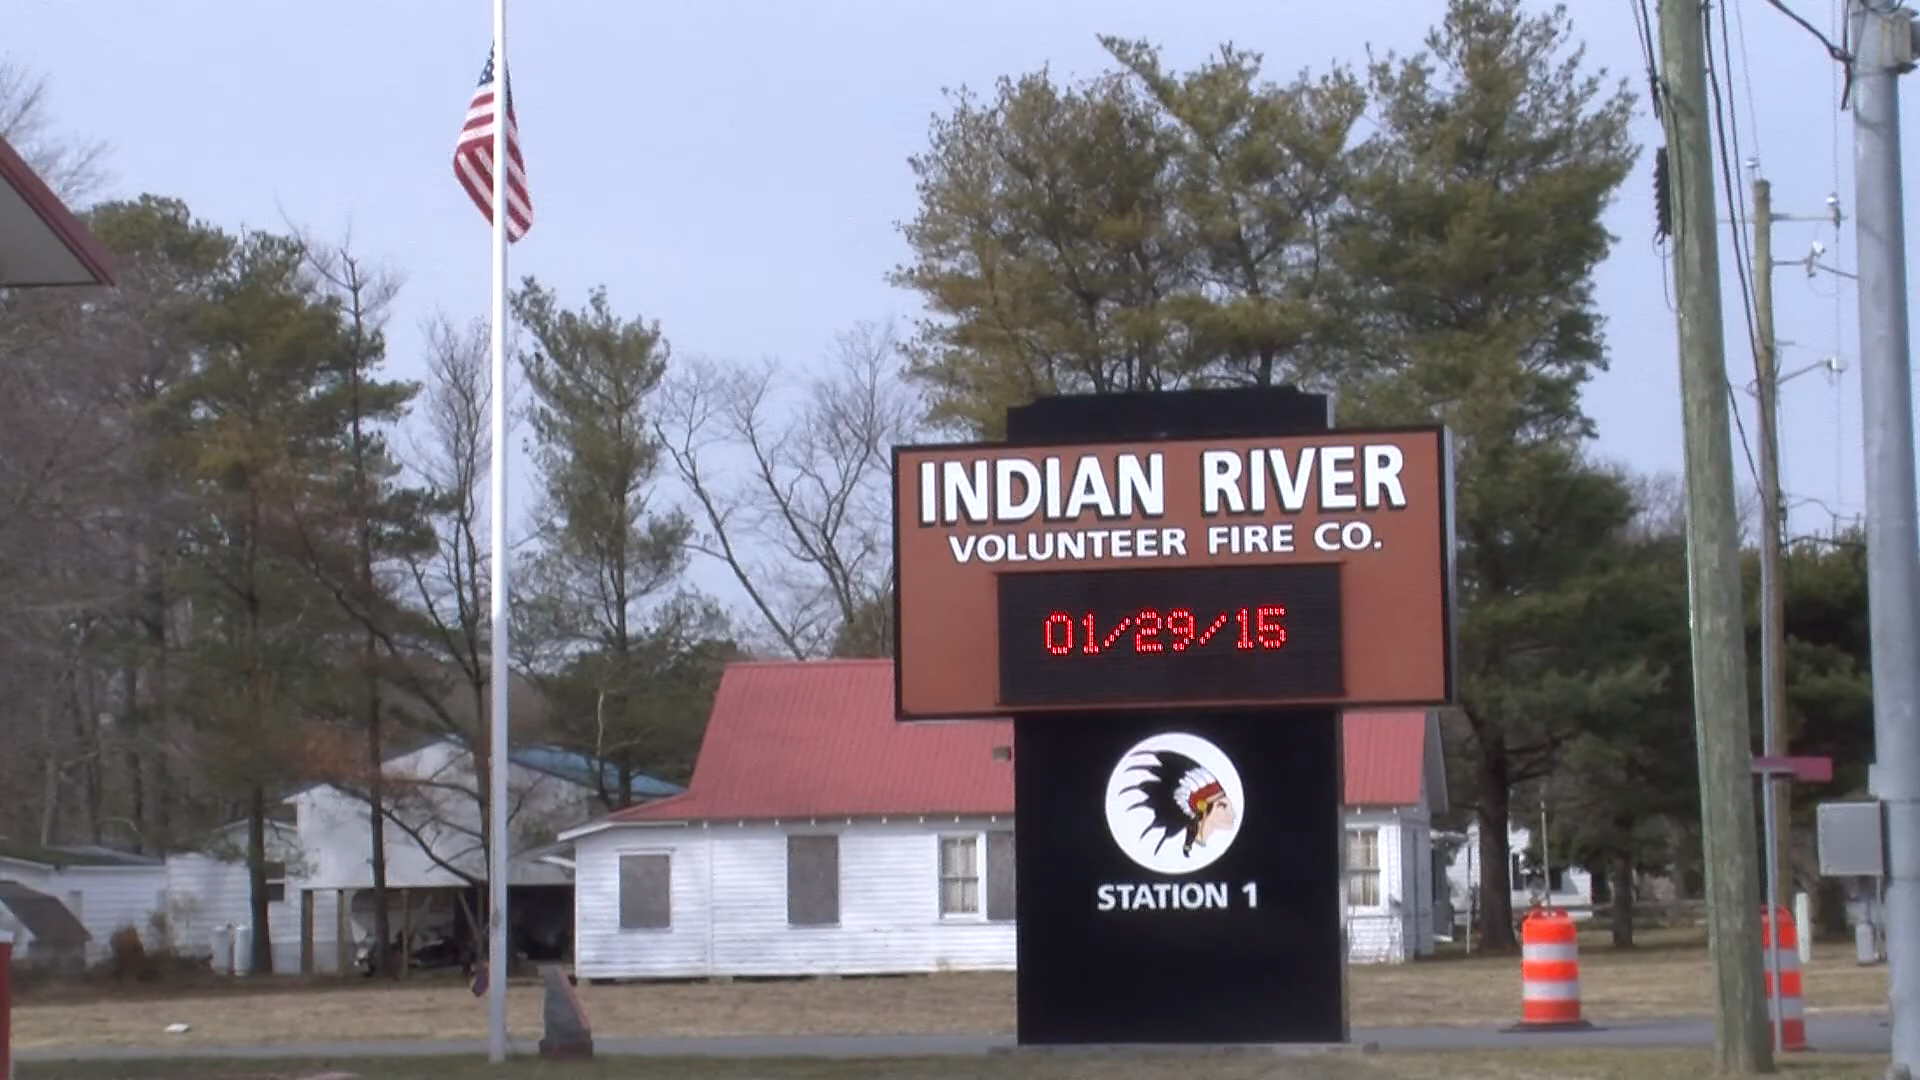 INDIAN RIVER
VOLUNTEER FIRE CO.
01/29/15
STATION 1